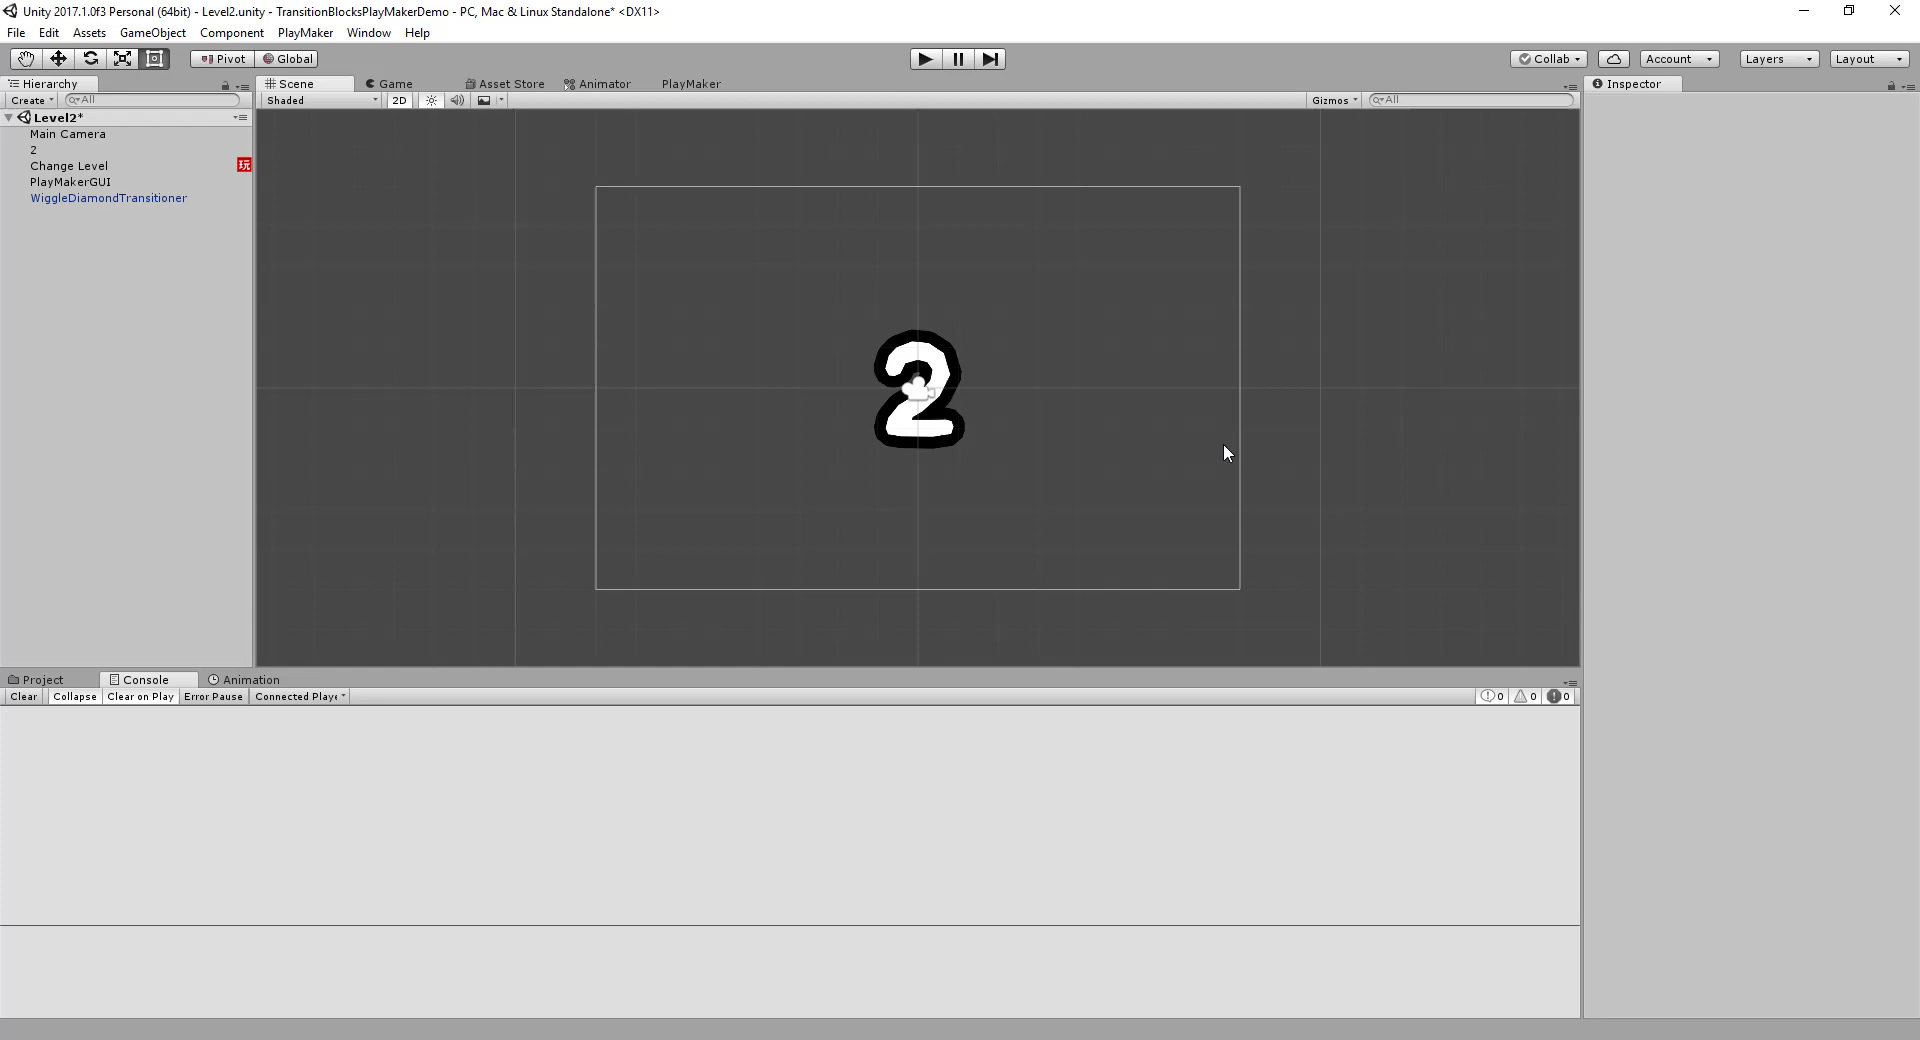 Unity 2017.1.0f3 Personal (64bit) - Level2.unity - TransitionBlocksPlayMakerDemo - PC, Mac & Linux Standalone* <DX11>
File Edit Assets GameObject Component PlayMaker Window Help
Pivot Global Collab Account Layers Layout
Hierarchy Scene Game Asset Store Animator PlayMaker Inspector
Create All Shaded 2D Gizmos All
Level2*
Main Camera
2
Change Level 玩
PlayMakerGUI
WiggleDiamondTransitioner
2
Project Console Animation
Clear Collapse Clear on Play Error Pause Connected Playe 0 0 0